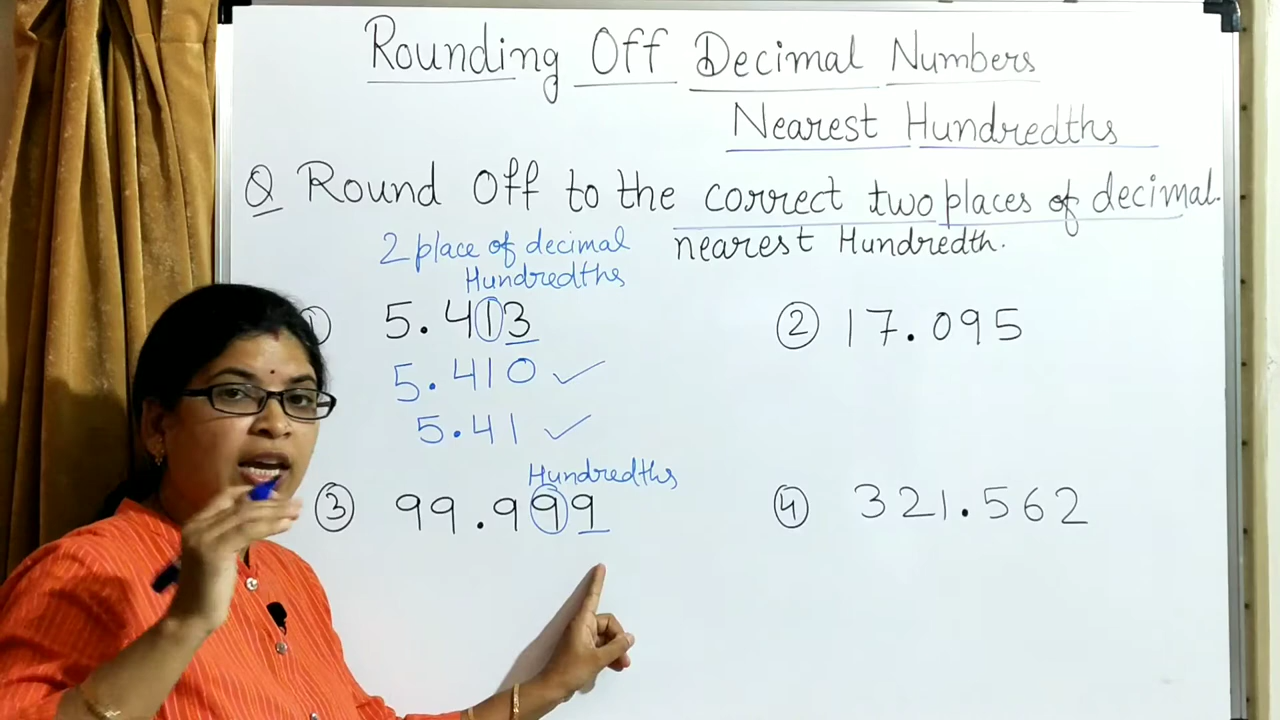 Rounding Off Decimal Numbers
Nearest Hundredths
Q Round Off to the correct two places of decimal.
nearest Hundredth.
2 place of decimal
Hundredths
① 5.413
5.410 ✓
5.41 ✓
② 17.095
Hundredths
③ 99.999
④ 321.562